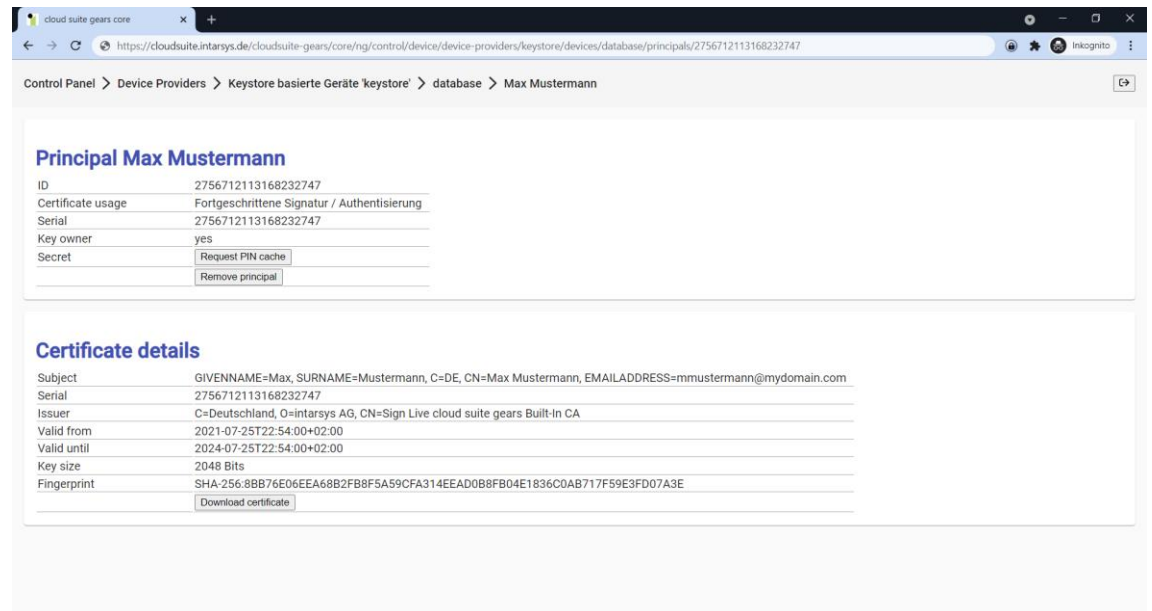 cloud suite gears core
https://cloudsuite.intarsys.de/cloudsuite-gears/core/ng/control/device/device-providers/keystore/devices/database/principals/2756712113168232747
Inkognito
Control Panel > Device Providers > Keystore basierte Geräte 'keystore' > database > Max Mustermann
Principal Max Mustermann
ID 2756712113168232747
Certificate usage Fortgeschrittene Signatur / Authentisierung
Serial 2756712113168232747
Key owner yes
Secret Request PIN cache
Remove principal
Certificate details
Subject GIVENNAME=Max, SURNAME=Mustermann, C=DE, CN=Max Mustermann, EMAILADDRESS=mmustermann@mydomain.com
Serial 2756712113168232747
Issuer C=Deutschland, O=intarsys AG, CN=Sign Live cloud suite gears Built-In CA
Valid from 2021-07-25T22:54:00+02:00
Valid until 2024-07-25T22:54:00+02:00
Key size 2048 Bits
Fingerprint SHA-256:8BB76E06EEA68B2FB8F5A59CFA314EEAD0B8FB04E1836C0AB717F59E3FD07A3E
Download certificate